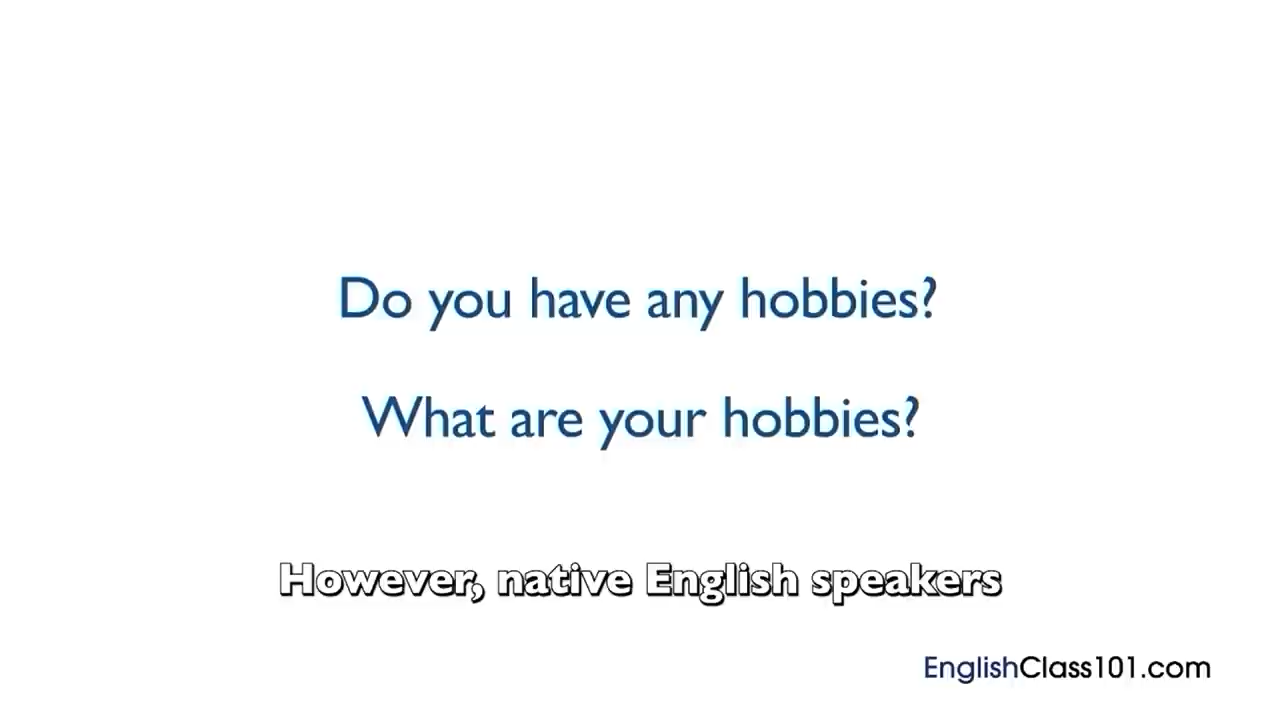 Do you have any hobbies?
What are your hobbies?
However, native English speakers
EnglishClass101.com